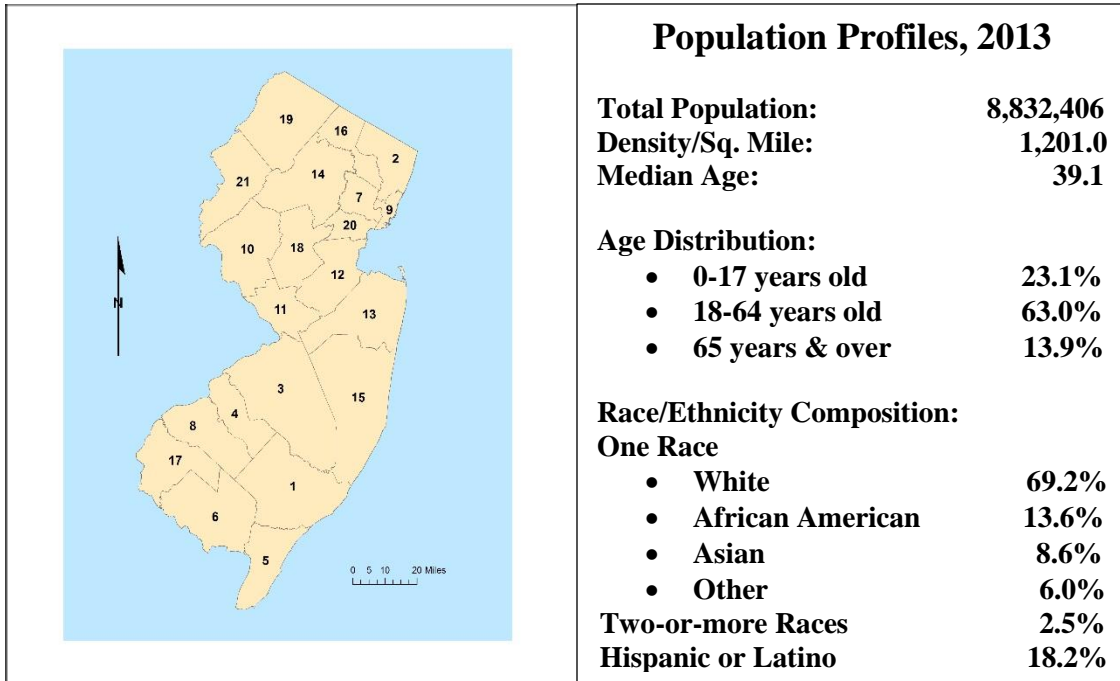 19
16
2
14
21
7
9
20
10
18
12
11
13
3
15
4
8
17
1
6
5
N
0 5 10 20 Miles
Population Profiles, 2013
Total Population: 8,832,406
Density/Sq. Mile: 1,201.0
Median Age: 39.1
Age Distribution:
• 0-17 years old 23.1%
• 18-64 years old 63.0%
• 65 years & over 13.9%
Race/Ethnicity Composition:
One Race
• White 69.2%
• African American 13.6%
• Asian 8.6%
• Other 6.0%
Two-or-more Races 2.5%
Hispanic or Latino 18.2%